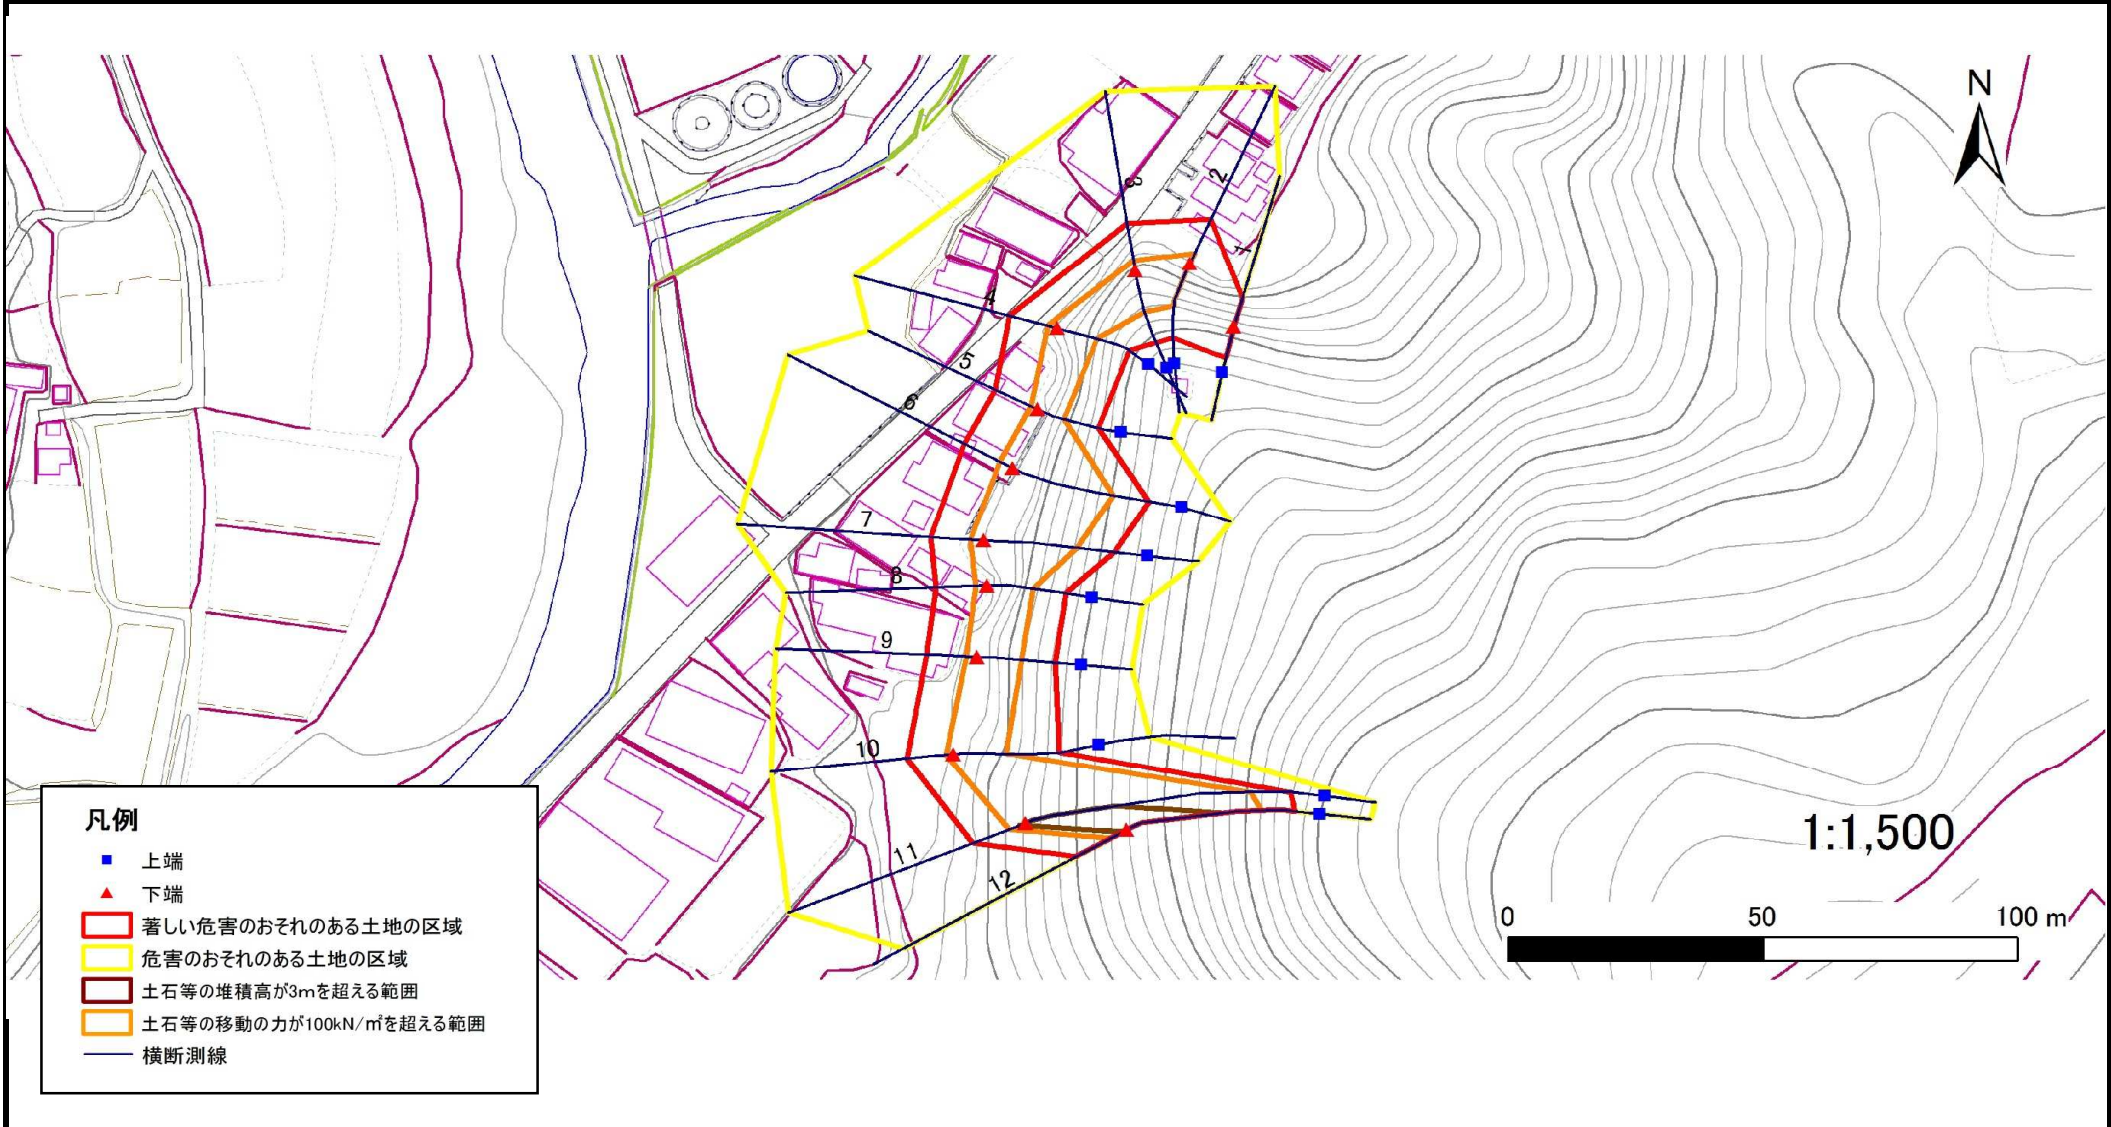 N
3
2
1
4
5
6
7
8
9
10
11
12
1:1,500
0 50 100 m
凡例
上端
下端
著しい危害のおそれのある土地の区域
危害のおそれのある土地の区域
土石等の堆積高が3mを超える範囲
土石等の移動の力が100kN/㎡を超える範囲
横断測線